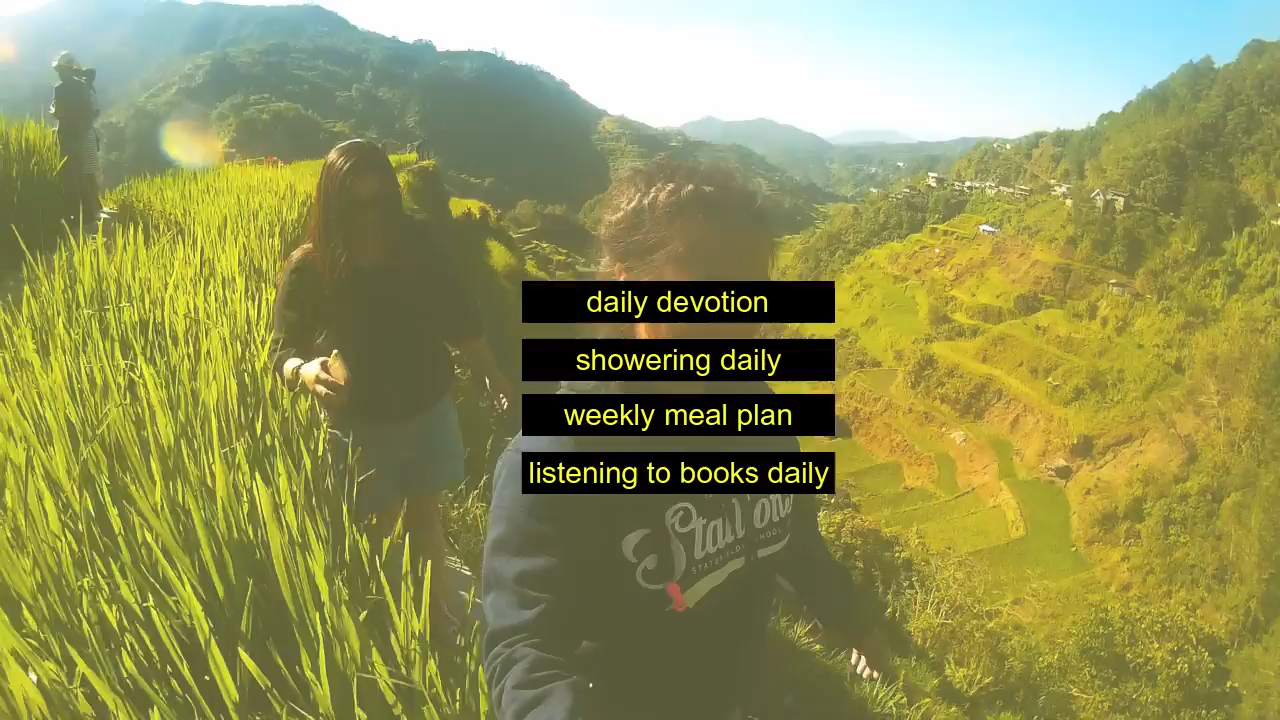 daily devotion
showering daily
weekly meal plan
listening to books daily